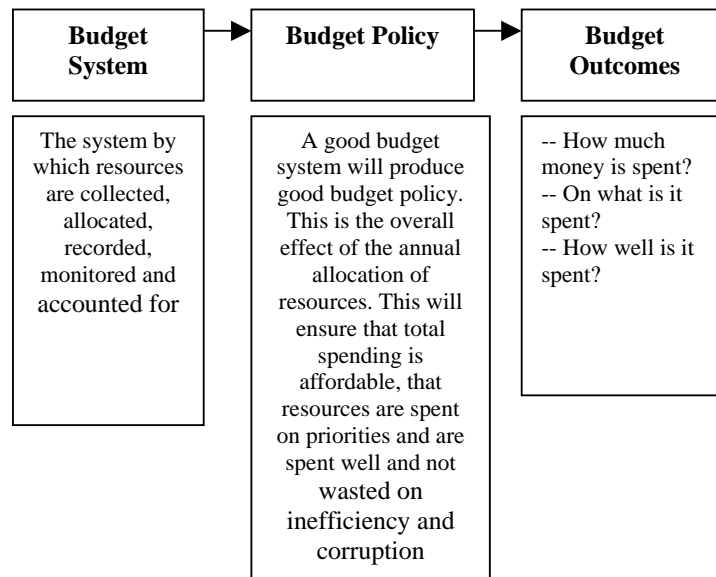 Budget
System
Budget Policy
Budget
Outcomes
The system by
which resources
are collected,
allocated,
recorded,
monitored and
accounted for
A good budget
system will produce
good budget policy.
This is the overall
effect of the annual
allocation of
resources. This will
ensure that total
spending is
affordable, that
resources are spent
on priorities and are
spent well and not
wasted on
inefficiency and
corruption
-- How much
money is spent?
-- On what is it
spent?
-- How well is it
spent?